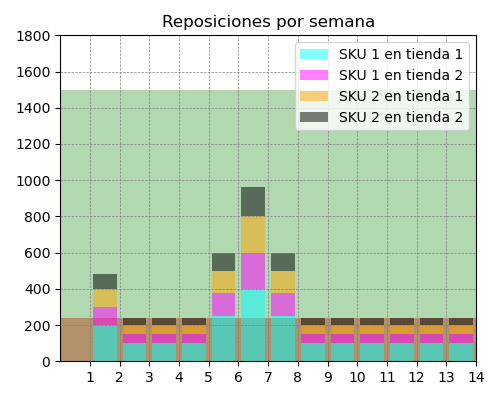 Reposiciones por semana
SKU 1 en tienda 1
SKU 1 en tienda 2
SKU 2 en tienda 1
SKU 2 en tienda 2
1800
1600
1400
1200
1000
800
600
400
200
0
1 2 3 4 5 6 7 8 9 10 11 12 13 14